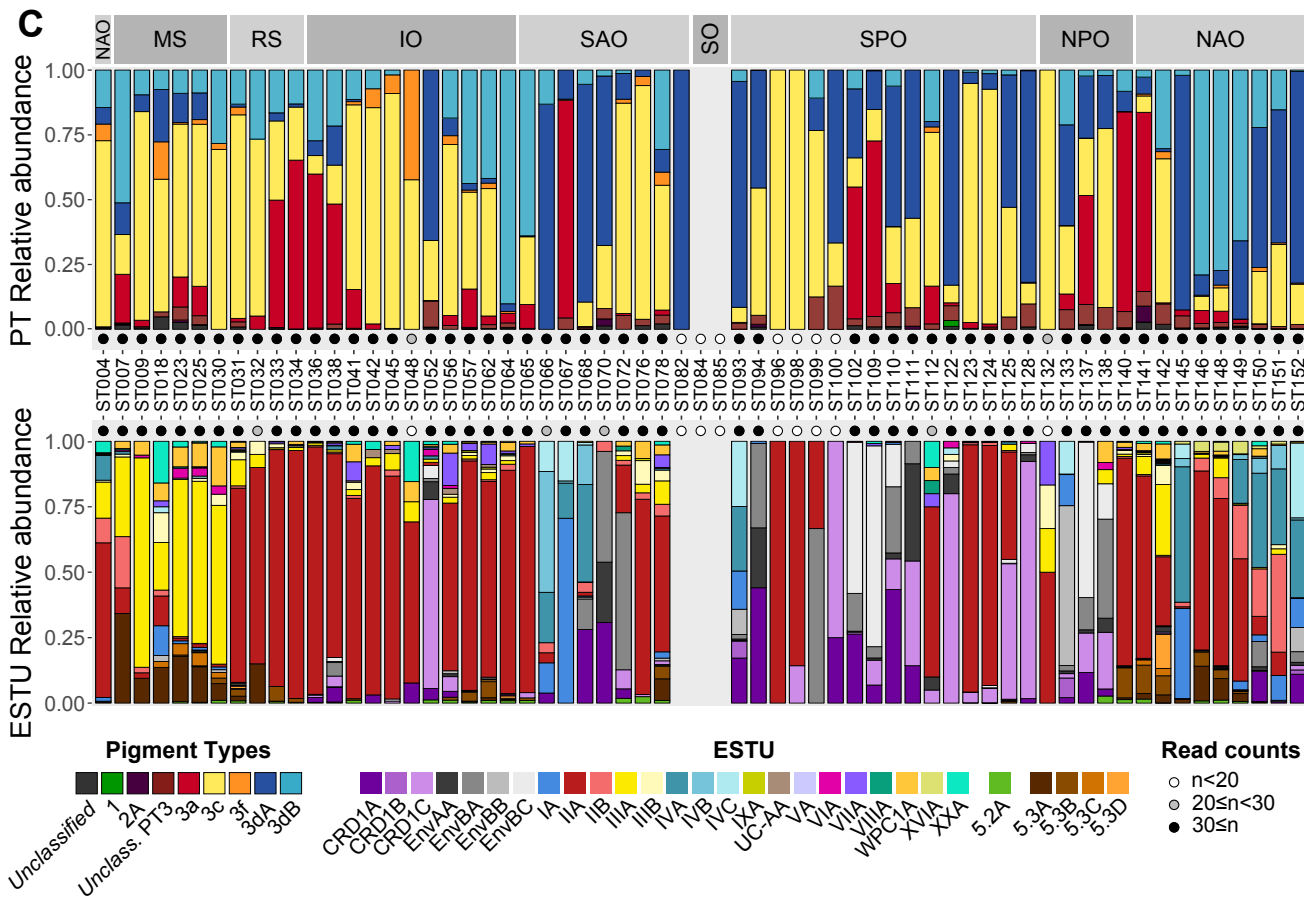 C
NAO MS RS IO SAO SO SPO NPO NAO
PT Relative abundance
1.00
0.75
0.50
0.25
0.00
ST004 ST007 ST009 ST018 ST023 ST025 ST030 ST031 ST032 ST033 ST034 ST036 ST038 ST041 ST042 ST045 ST048 ST052 ST056 ST057 ST062 ST064 ST065 ST066 ST067 ST068 ST070 ST072 ST076 ST078 ST082 ST084 ST085 ST093 ST094 ST096 ST098 ST099 ST100 ST102 ST109 ST110 ST111 ST112 ST122 ST123 ST124 ST125 ST128 ST132 ST133 ST137 ST138 ST140 ST141 ST142 ST145 ST146 ST148 ST149 ST150 ST151 ST152
ESTU Relative abundance
1.00
0.75
0.50
0.25
0.00
Pigment Types
Unclassified 1 2A Unclass. PT3 3a 3c 3f 3dA 3dB
ESTU
CRD1A CRD1B CRD1C EnvAA EnvBA EnvBB EnvBC IA IIA IIB IIIA IIIB IVA IVB IVC IXA UC-AA VA VIA VIIA VIIIA WPC1A XVIA XXA 5.2A 5.3A 5.3B 5.3C 5.3D
Read counts
n<20
20≤n<30
30≤n